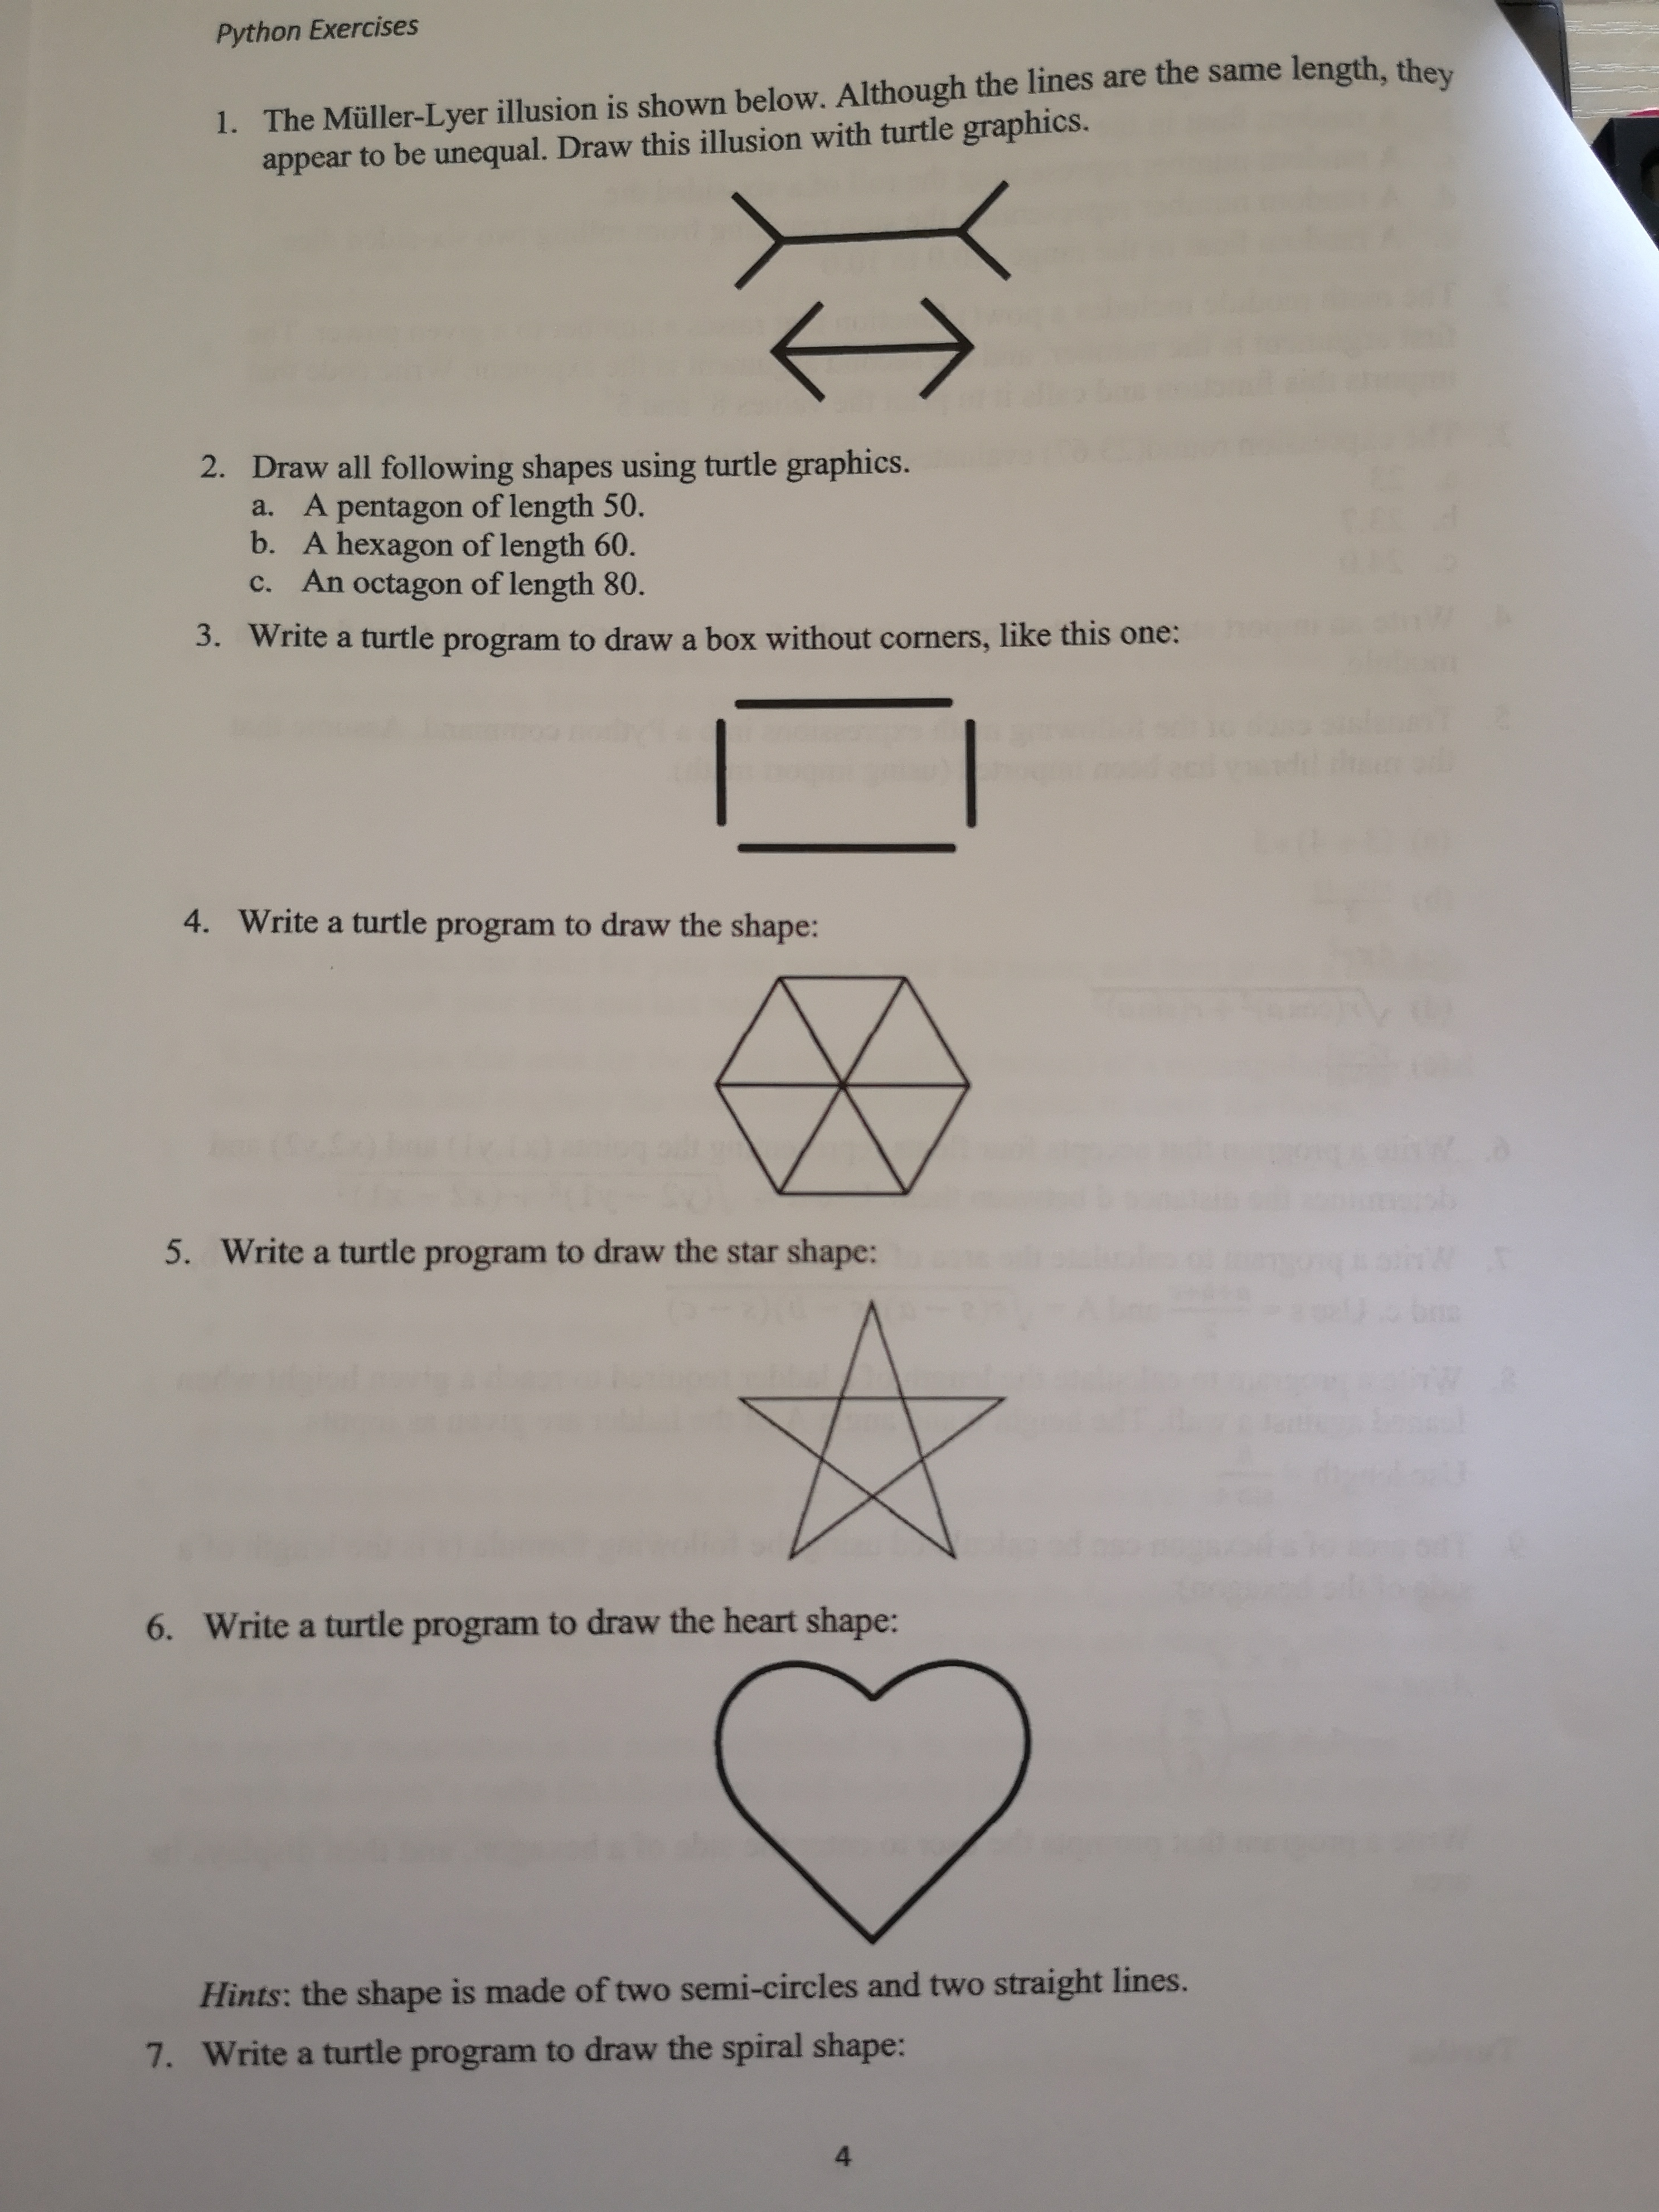 Python Exercises
1. The Müller-Lyer illusion is shown below. Although the lines are the same length, they
appear to be unequal. Draw this illusion with turtle graphics.
2. Draw all following shapes using turtle graphics.
a. A pentagon of length 50.
b. A hexagon of length 60.
c. An octagon of length 80.
3. Write a turtle program to draw a box without corners, like this one:
4. Write a turtle program to draw the shape:
5. Write a turtle program to draw the star shape:
6. Write a turtle program to draw the heart shape:
Hints: the shape is made of two semi-circles and two straight lines.
7. Write a turtle program to draw the spiral shape:
4